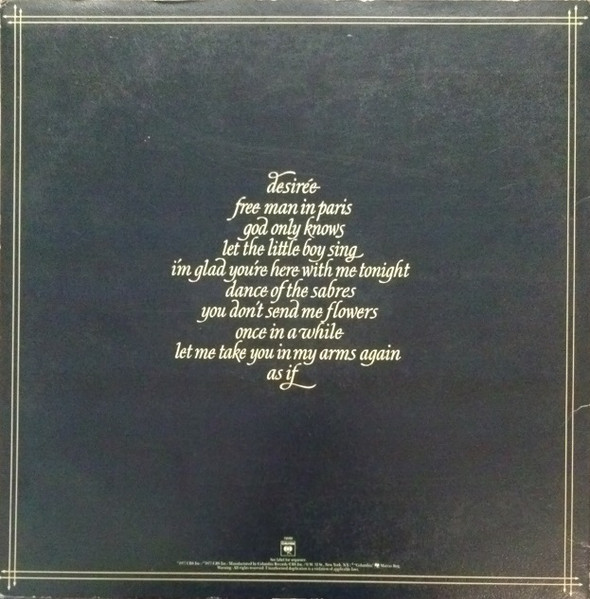 desirée
free man in paris
god only knows
let the little boy sing
i'm glad you're here with me tonight
dance of the sabres
you don't send me flowers
once in a while
let me take you in my arms again
as if